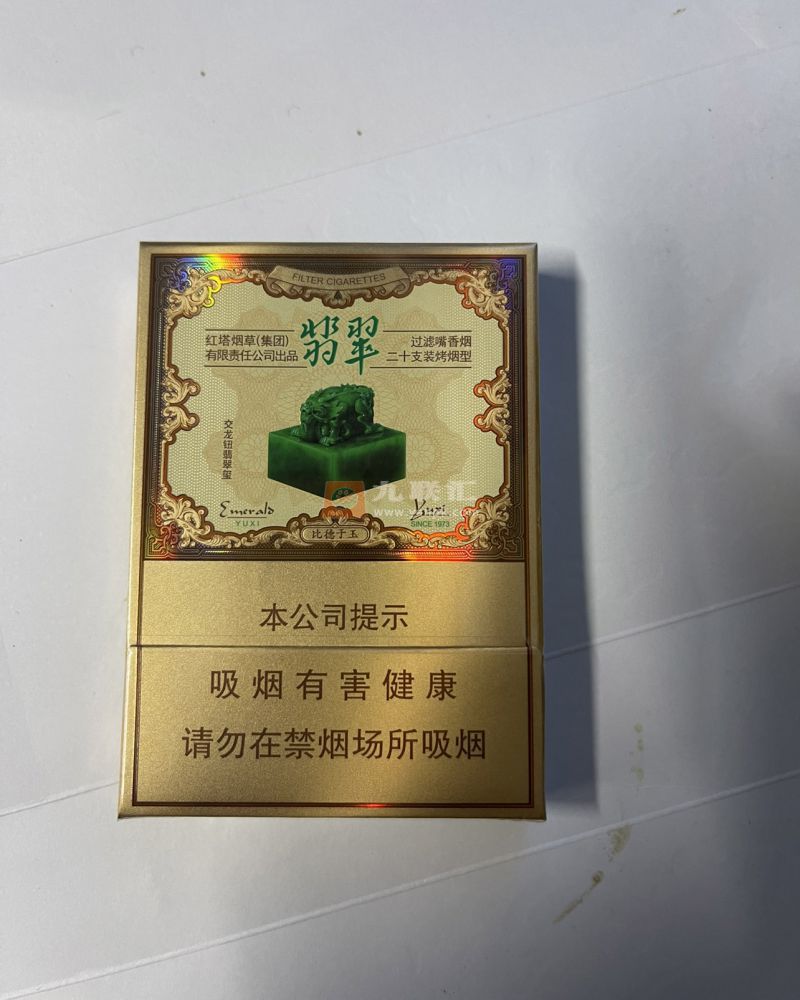 FILTER CIGARETTES
翡翠
红塔烟草(集团)
有限责任公司出品
过滤嘴香烟
二十支装烤烟型
交龙钮翡翠玺
九联汇
Emerald
YUXI
Yuxi
SINCE 1973
比德于玉
本公司提示
吸烟有害健康
请勿在禁烟场所吸烟